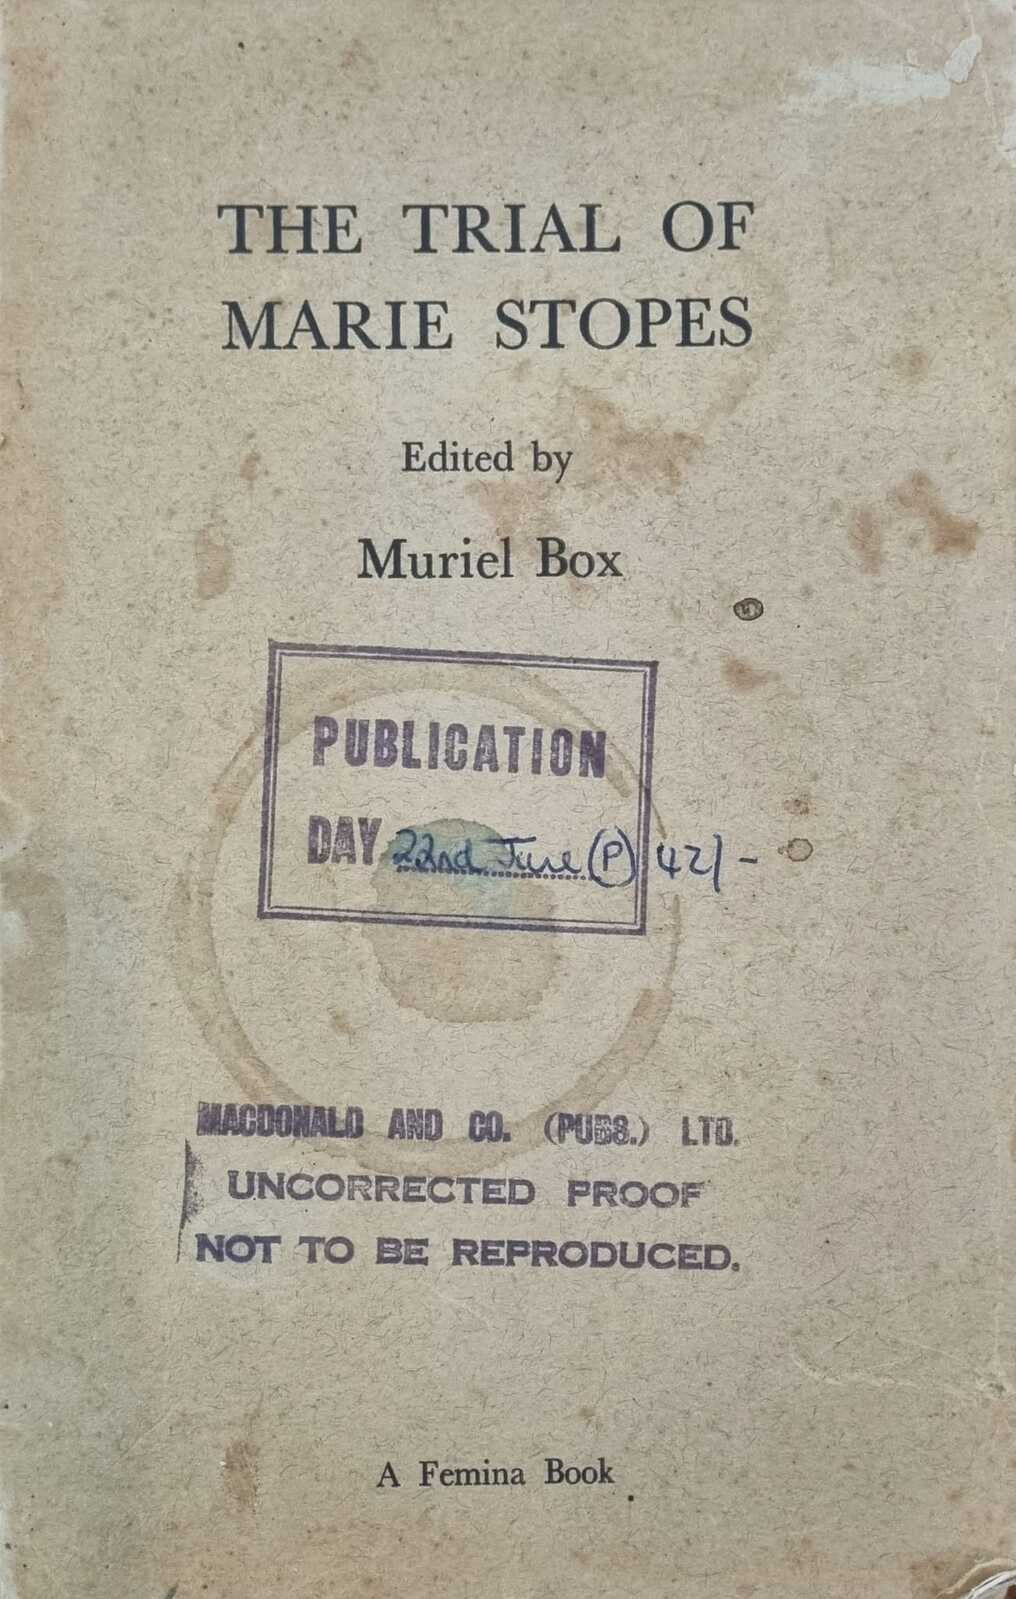 THE TRIAL OF
MARIE STOPES
Edited by
Muriel Box
PUBLICATION
DAY 22nd June (P) 42/-
MACDONALD AND CO. (PUBS.) LTD.
UNCORRECTED PROOF
NOT TO BE REPRODUCED.
A Femina Book